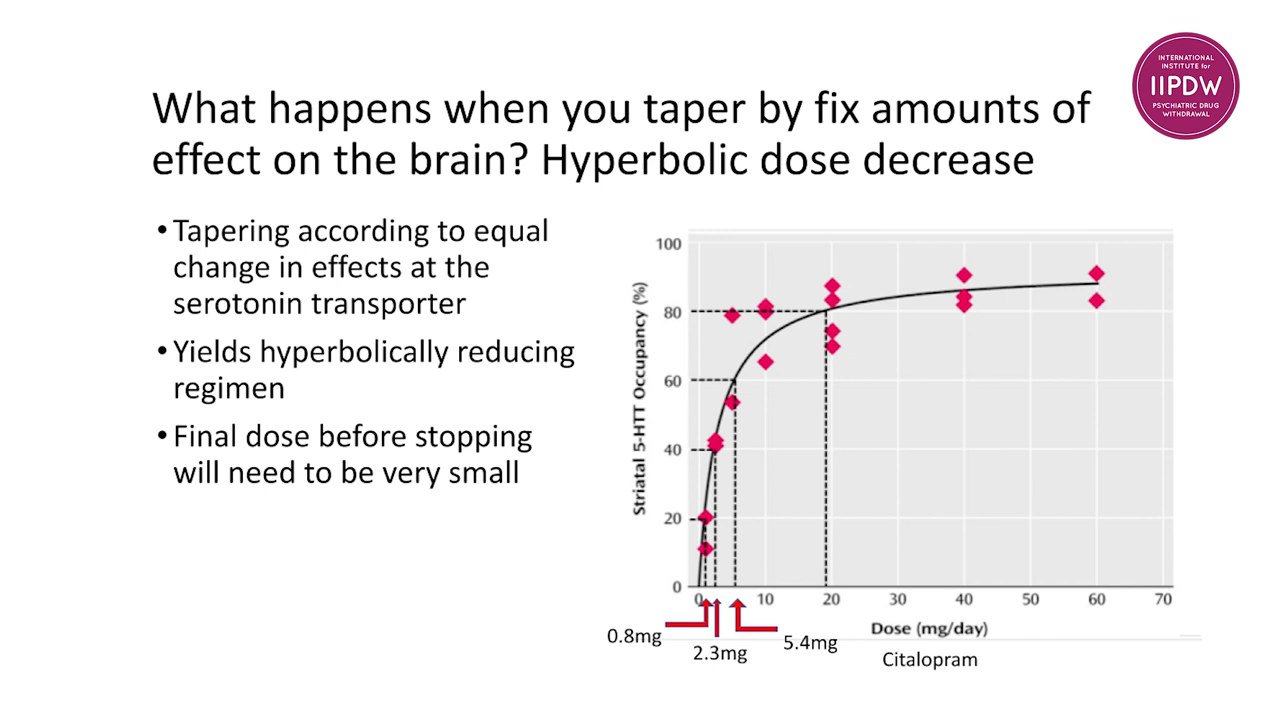 INTERNATIONAL
INSTITUTE for
IIPDW
PSYCHIATRIC DRUG
WITHDRAWAL
What happens when you taper by fix amounts of
effect on the brain? Hyperbolic dose decrease
•Tapering according to equal
change in effects at the
serotonin transporter
•Yields hyperbolically reducing
regimen
•Final dose before stopping
will need to be very small
Striatal 5-HTT Occupancy (%)
100
80
60
40
20
0
0 10 20 30 40 50 60 70
Dose (mg/day)
0.8mg
2.3mg
5.4mg
Citalopram